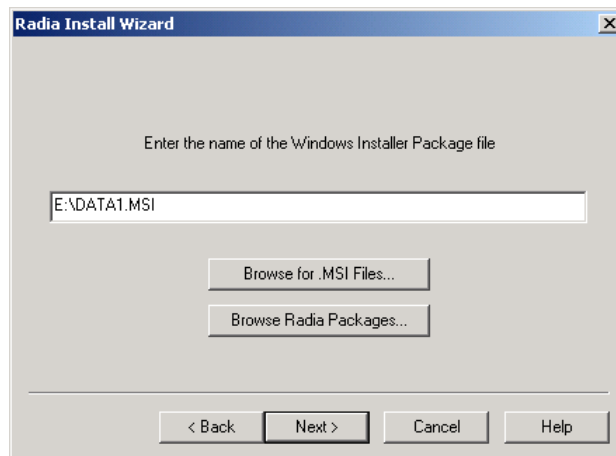 Radia Install Wizard
Enter the name of the Windows Installer Package file
E:\DATA1.MSI
Browse for .MSI Files...
Browse Radia Packages...
< Back Next > Cancel Help